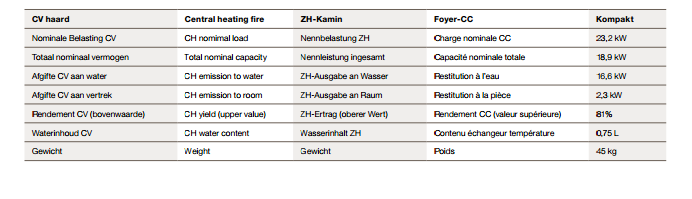 CV haard Central heating fire ZH-Kamin Foyer-CC Kompakt
Nominale Belasting CV CH nomimal load Nennbelastung ZH Charge nominale CC 23,2 kW
Totaal nominaal vermogen Total nominal capacity Nennleistung ingesamt Capacité nominale totale 18,9 kW
Afgifte CV aan water CH emission to water ZH-Ausgabe an Wasser Restitution à l'eau 16,6 kW
Afgifte CV aan vertrek CH emission to room ZH-Ausgabe an Raum Restitution à la pièce 2,3 kW
Rendement CV (bovenwaarde) CH yield (upper value) ZH-Ertrag (oberer Wert) Rendement CC (valeur supérieure) 81%
Waterinhoud CV CH water content Wasserinhalt ZH Contenu échangeur température 0,75 L
Gewicht Weight Gewicht Poids 45 kg